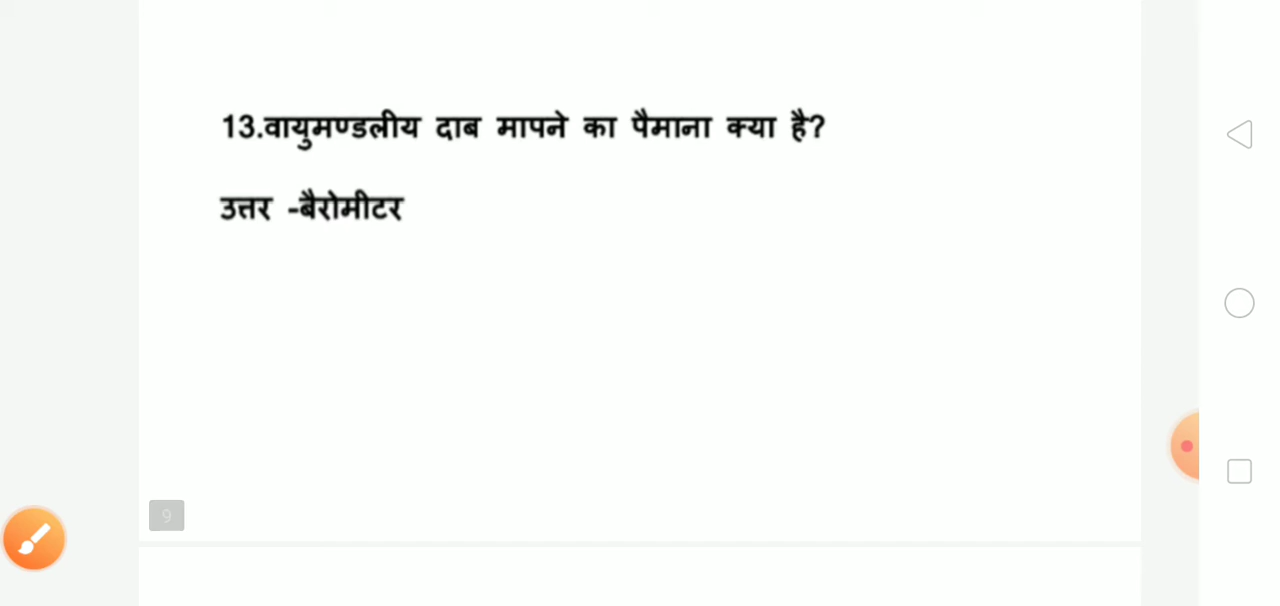 13.वायुमण्डलीय दाब मापने का पैमाना क्या है?
उत्तर -बैरोमीटर
9